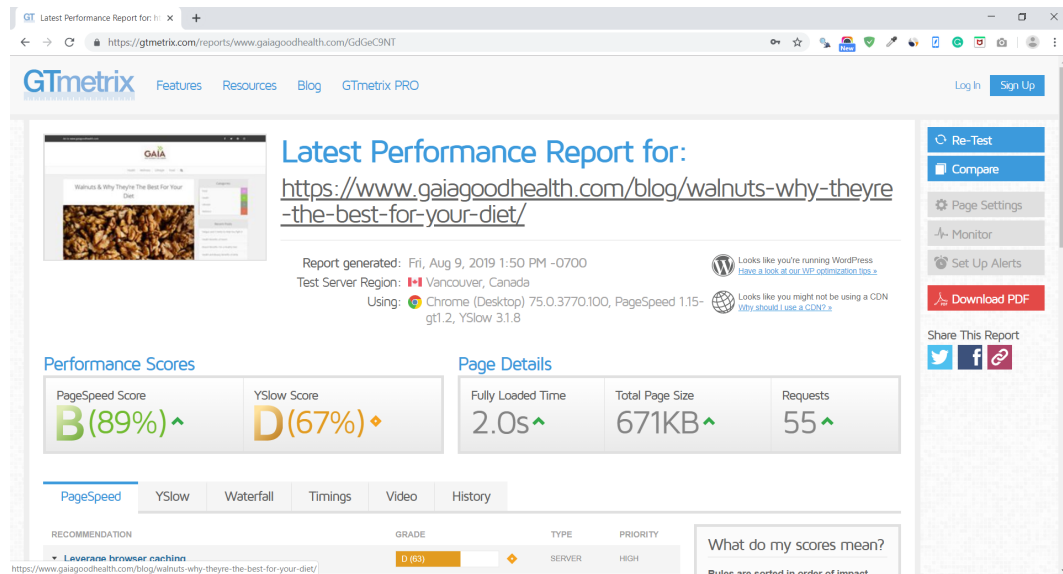 GT Latest Performance Report for: ht
https://gtmetrix.com/reports/www.gaiagoodhealth.com/GdGeC9NT
New
GTmetrix
Features
Resources
Blog
GTmetrix PRO
Log In
Sign Up
GAIA
Walnuts & Why They're The Best For Your
Diet
Latest Performance Report for:
https://www.gaiagoodhealth.com/blog/walnuts-why-theyre
-the-best-for-your-diet/
Report generated: Fri, Aug 9, 2019 1:50 PM -0700
Test Server Region: Vancouver, Canada
Using: Chrome (Desktop) 75.0.3770.100, PageSpeed 1.15-
gt1.2, YSlow 3.1.8
Looks like you're running WordPress
Have a look at our WP optimization tips »
Looks like you might not be using a CDN
Why should I use a CDN? »
Re-Test
Compare
Page Settings
Monitor
Set Up Alerts
Download PDF
Share This Report
Performance Scores
PageSpeed Score
B (89%)
YSlow Score
D (67%)
Page Details
Fully Loaded Time
2.0s
Total Page Size
671KB
Requests
55
PageSpeed
YSlow
Waterfall
Timings
Video
History
RECOMMENDATION
GRADE
TYPE
PRIORITY
Leverage browser caching
D (63)
SERVER
HIGH
What do my scores mean?
Rules are sorted in order of impact
https://www.gaiagoodhealth.com/blog/walnuts-why-theyre-the-best-for-your-diet/